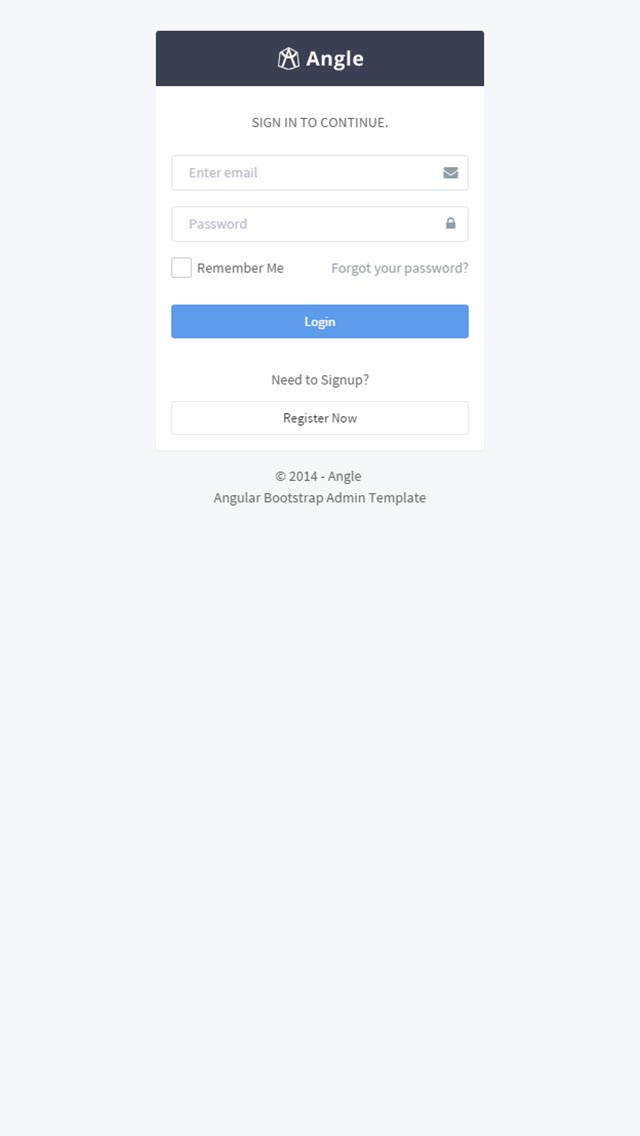 Angle
SIGN IN TO CONTINUE.
Enter email
Password
Remember Me
Forgot your password?
Login
Need to Signup?
Register Now
© 2014 - Angle
Angular Bootstrap Admin Template